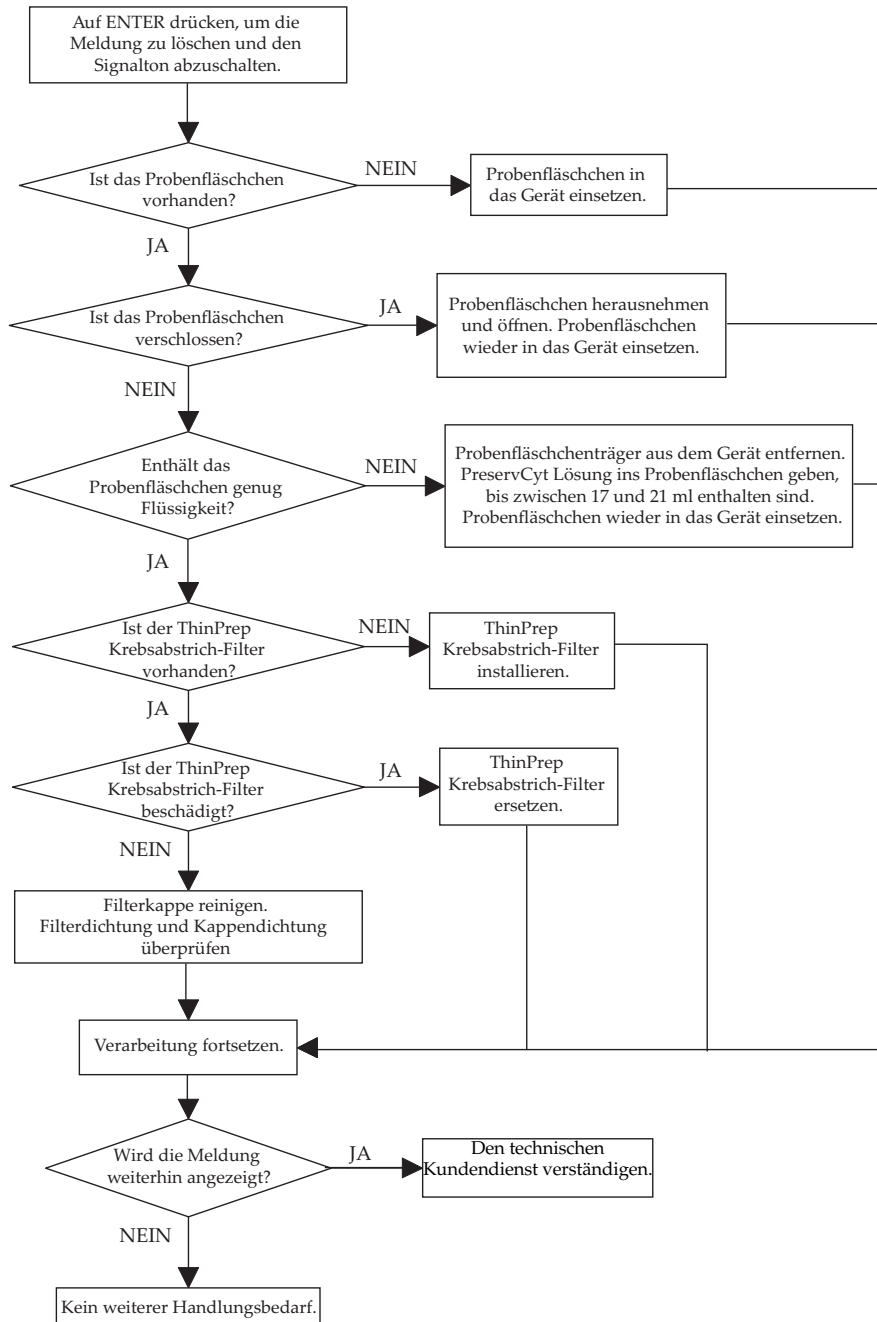 Auf ENTER drücken, um die
Meldung zu löschen und den
Signalton abzuschalten.
Ist das Probenfläschchen
vorhanden?
NEIN
Probenfläschchen in
das Gerät einsetzen.
JA
Ist das Probenfläschchen
verschlossen?
JA
Probenfläschchen herausnehmen
und öffnen. Probenfläschchen
wieder in das Gerät einsetzen.
NEIN
Enthält das
Probenfläschchen genug
Flüssigkeit?
NEIN
Probenfläschchenträger aus dem Gerät entfernen.
PreservCyt Lösung ins Probenfläschchen geben,
bis zwischen 17 und 21 ml enthalten sind.
Probenfläschchen wieder in das Gerät einsetzen.
JA
Ist der ThinPrep
Krebsabstrich-Filter
vorhanden?
NEIN
ThinPrep
Krebsabstrich-Filter
installieren.
JA
Ist der ThinPrep
Krebsabstrich-Filter
beschädigt?
JA
ThinPrep
Krebsabstrich-Filter
ersetzen.
NEIN
Filterkappe reinigen.
Filterdichtung und Kappendichtung
überprüfen
Verarbeitung fortsetzen.
Wird die Meldung
weiterhin angezeigt?
JA
Den technischen
Kundendienst verständigen.
NEIN
Kein weiterer Handlungsbedarf.